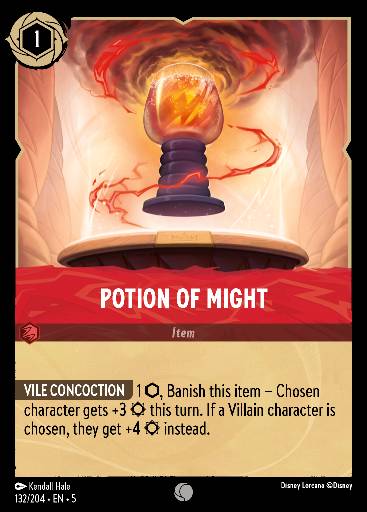 1
POTION OF MIGHT
Item
VILE CONCOCTION 1 ⬡, Banish this item – Chosen
character gets +3 ¤ this turn. If a Villain character is
chosen, they get +4 ¤ instead.
Kendall Hale
Disney Lorcana ©Disney
132/204 • EN • 5